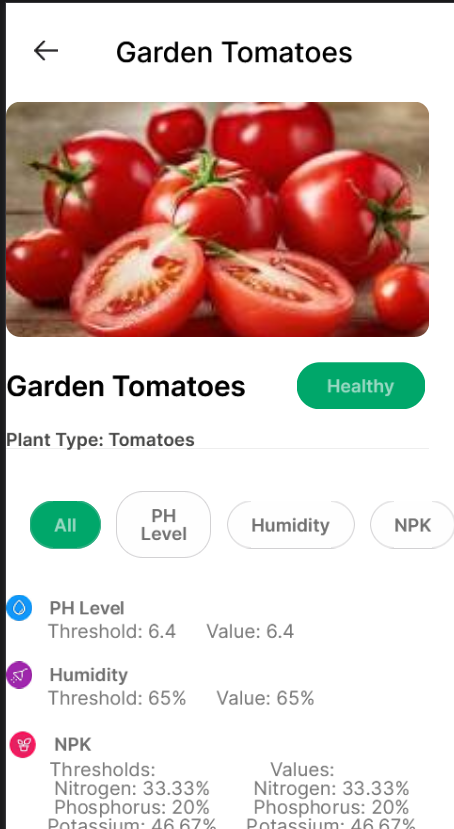 Garden Tomatoes
Garden Tomatoes
Healthy
Plant Type: Tomatoes
All
PH
Level
Humidity
NPK
PH Level
Threshold: 6.4 Value: 6.4
Humidity
Threshold: 65% Value: 65%
NPK
Thresholds: Values:
Nitrogen: 33.33% Nitrogen: 33.33%
Phosphorus: 20% Phosphorus: 20%
Potassium: 46.67% Potassium: 46.67%